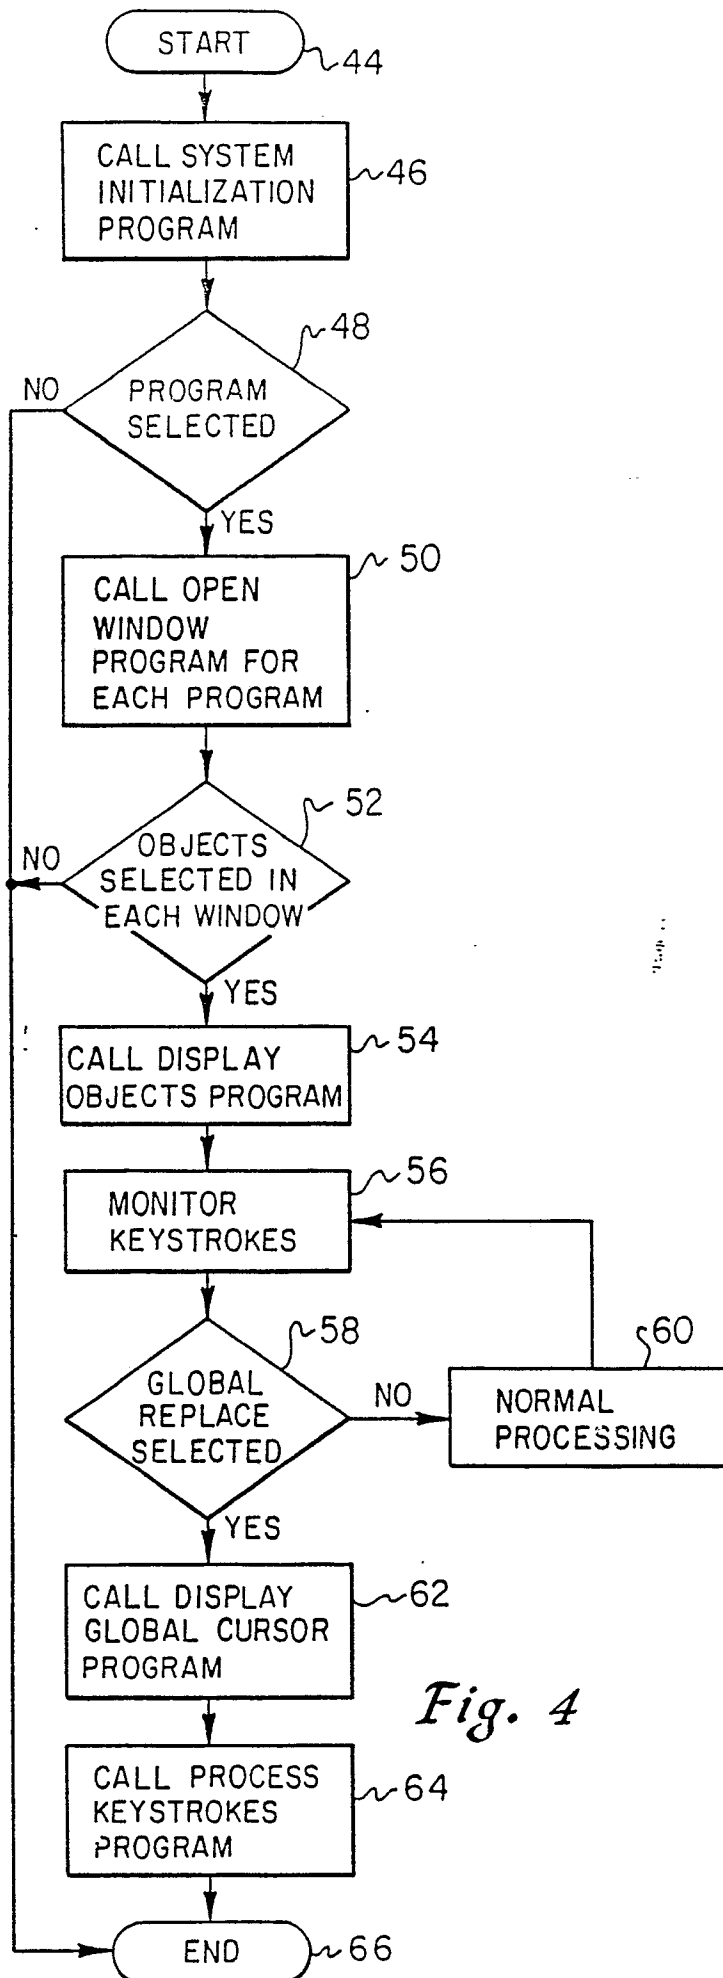 START
44
CALL SYSTEM
INITIALIZATION
PROGRAM
46
48
NO
PROGRAM
SELECTED
YES
50
CALL OPEN
WINDOW
PROGRAM FOR
EACH PROGRAM
52
NO
OBJECTS
SELECTED IN
EACH WINDOW
YES
54
CALL DISPLAY
OBJECTS PROGRAM
56
MONITOR
KEYSTROKES
58
60
GLOBAL
REPLACE
SELECTED
NO
NORMAL
PROCESSING
YES
62
CALL DISPLAY
GLOBAL CURSOR
PROGRAM
Fig. 4
CALL PROCESS
KEYSTROKES
PROGRAM
64
END
66